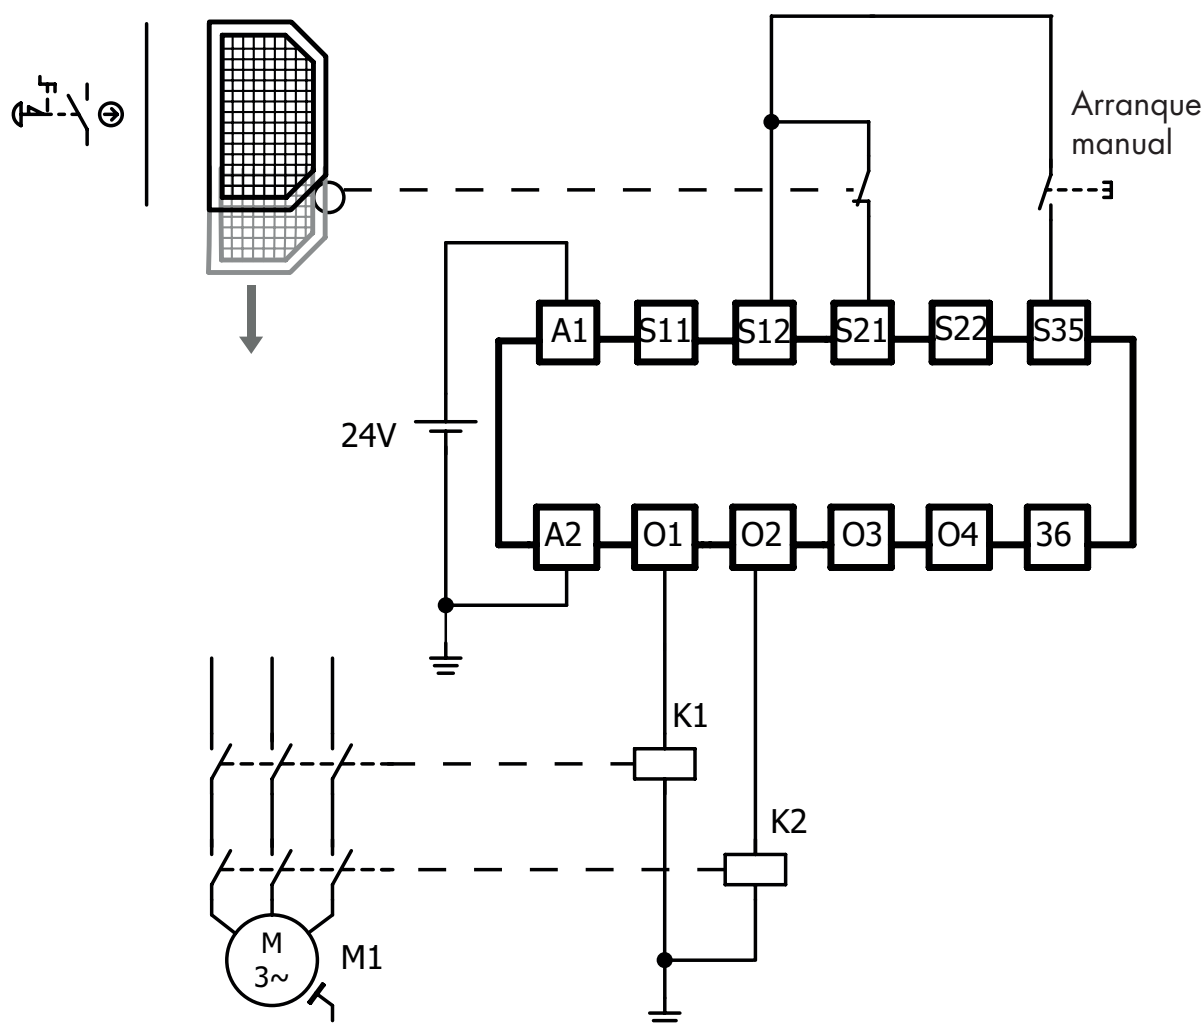 Arranque
manual
A1
S11
S12
S21
S22
S35
24V
A2
O1
O2
O3
O4
36
K1
K2
M
3~
M1